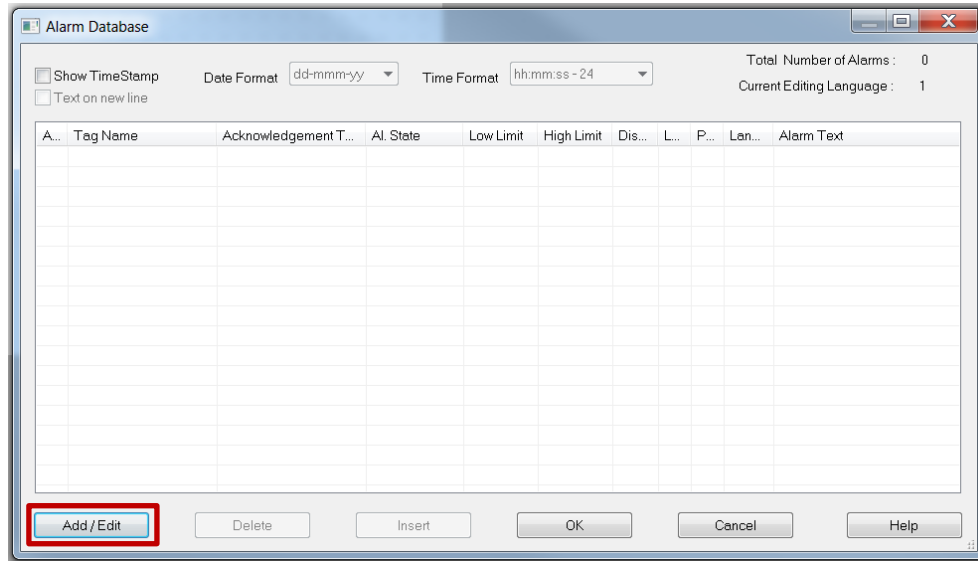 Alarm Database
Total Number of Alarms : 0
Show TimeStamp Date Format dd-mmm-yy Time Format hh:mm:ss - 24
Current Editing Language : 1
Text on new line
A... Tag Name Acknowledgement T... Al. State Low Limit High Limit Dis... L... P... Lan... Alarm Text
Add / Edit Delete Insert OK Cancel Help